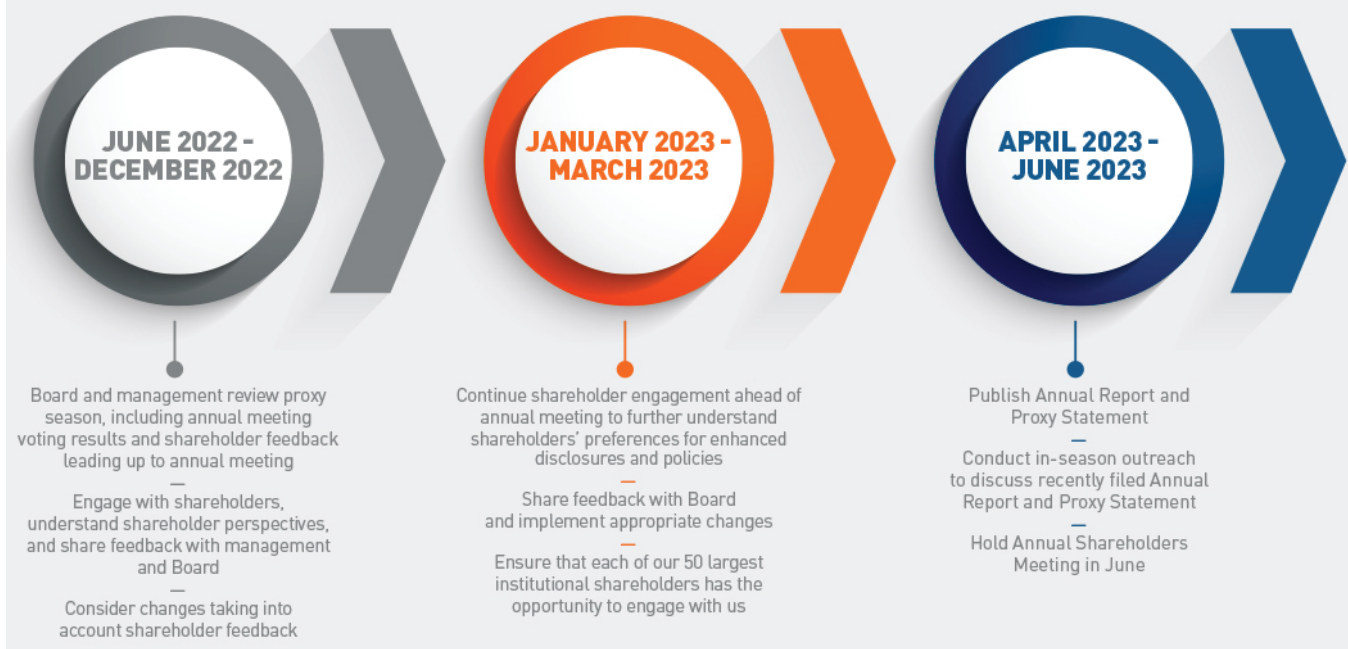 JUNE 2022 -
DECEMBER 2022
Board and management review proxy
season, including annual meeting
voting results and shareholder feedback
leading up to annual meeting
—
Engage with shareholders,
understand shareholder perspectives,
and share feedback with management
and Board
—
Consider changes taking into
account shareholder feedback
JANUARY 2023 -
MARCH 2023
Continue shareholder engagement ahead of
annual meeting to further understand
shareholders’ preferences for enhanced
disclosures and policies
—
Share feedback with Board
and implement appropriate changes
—
Ensure that each of our 50 largest
institutional shareholders has the
opportunity to engage with us
APRIL 2023 -
JUNE 2023
Publish Annual Report and
Proxy Statement
—
Conduct in-season outreach
to discuss recently filed Annual
Report and Proxy Statement
—
Hold Annual Shareholders
Meeting in June